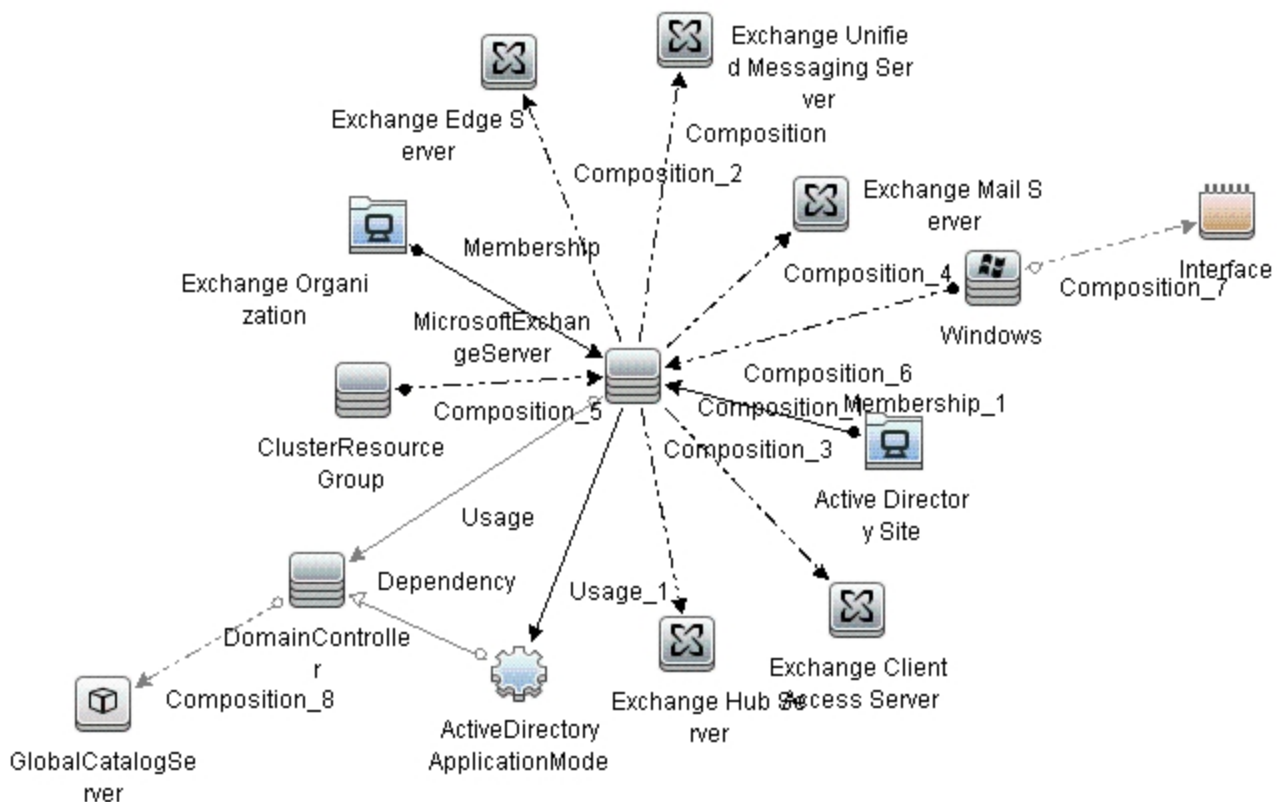 Exchange Unifie
d Messaging Ser
ver
Exchange Edge S
erver
Composition
Composition_2
Exchange Mail S
erver
Membership
Composition_4
Interface
Composition_7
Exchange Organi
zation
MicrosoftExchan
geServer
Windows
Composition_6
Composition_5
Composition_1
Membership_1
ClusterResource
Group
Composition_3
Active Director
y Site
Usage
Dependency
Usage_1
DomainControlle
r
Composition_8
Exchange Client
Access Server
Exchange Hub Se
rver
ActiveDirectory
ApplicationMode
GlobalCatalogSe
rver